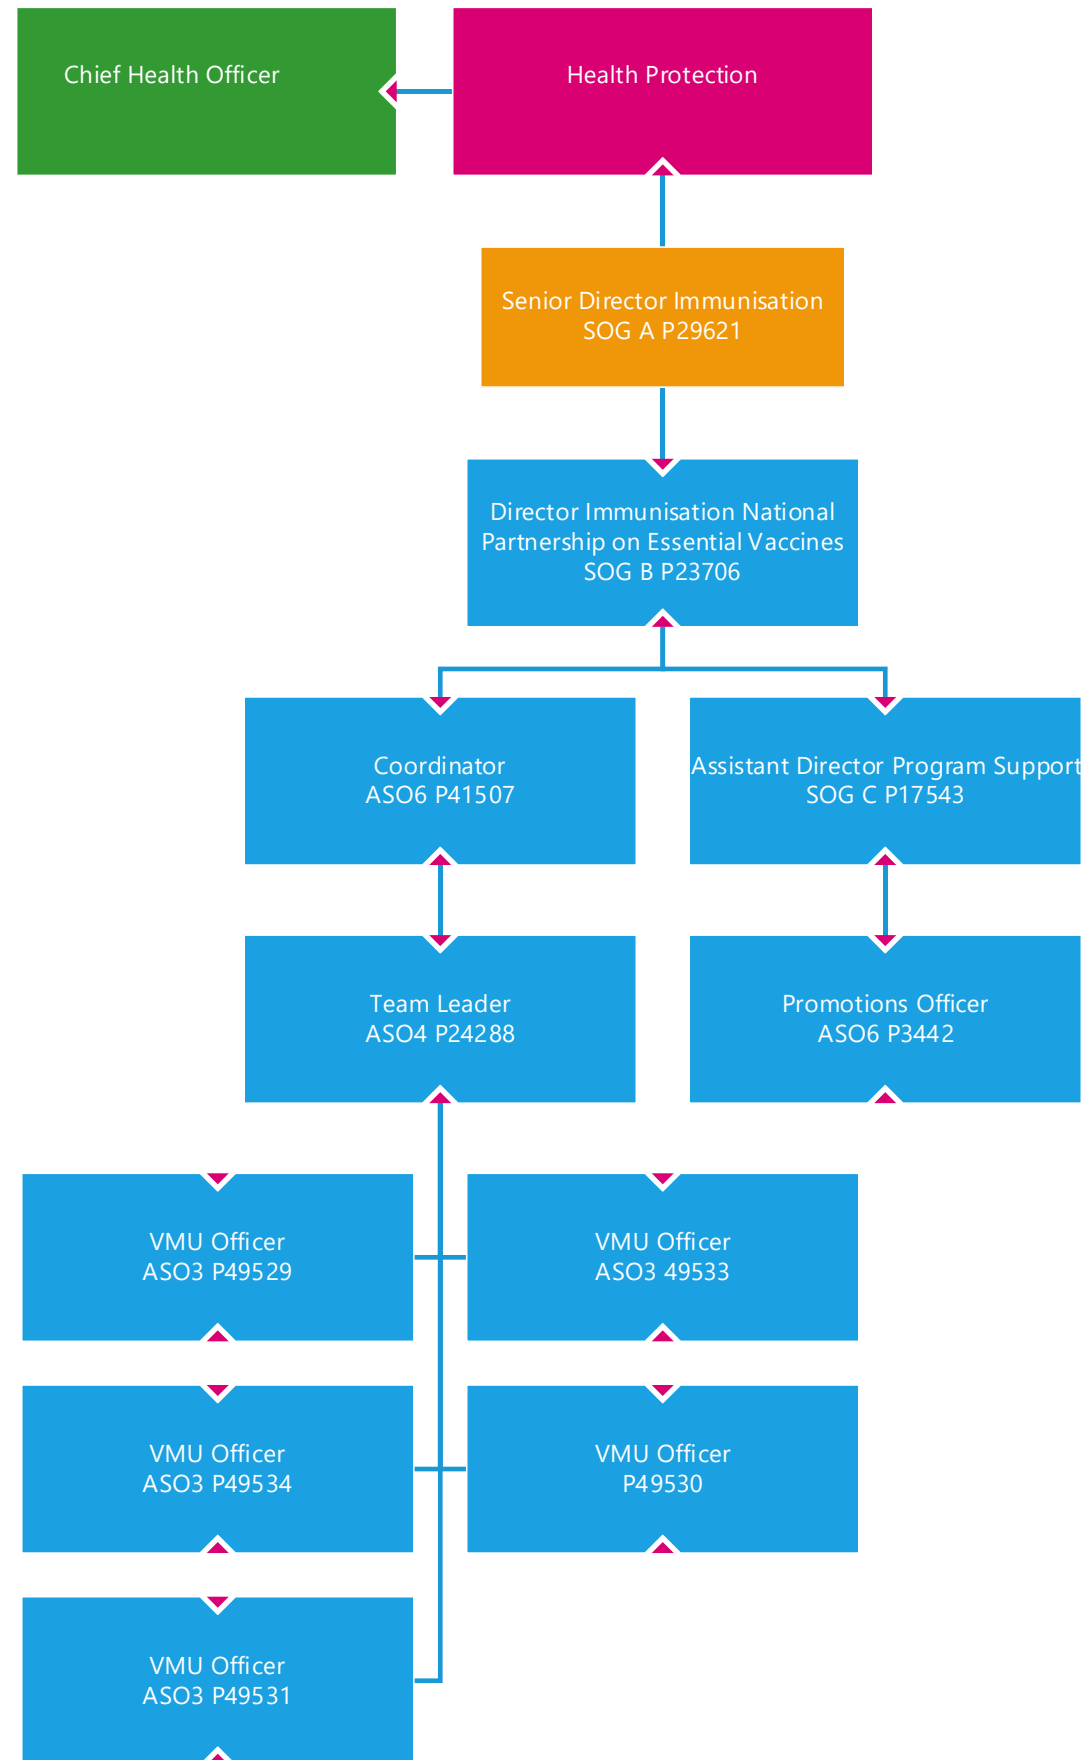 Chief Health Officer
Health Protection
Senior Director Immunisation
SOG A P29621
Director Immunisation National
Partnership on Essential Vaccines
SOG B P23706
Coordinator
ASO6 P41507
Assistant Director Program Support
SOG C P17543
Team Leader
ASO4 P24288
Promotions Officer
ASO6 P3442
VMU Officer
ASO3 P49529
VMU Officer
ASO3 49533
VMU Officer
ASO3 P49534
VMU Officer
P49530
VMU Officer
ASO3 P49531